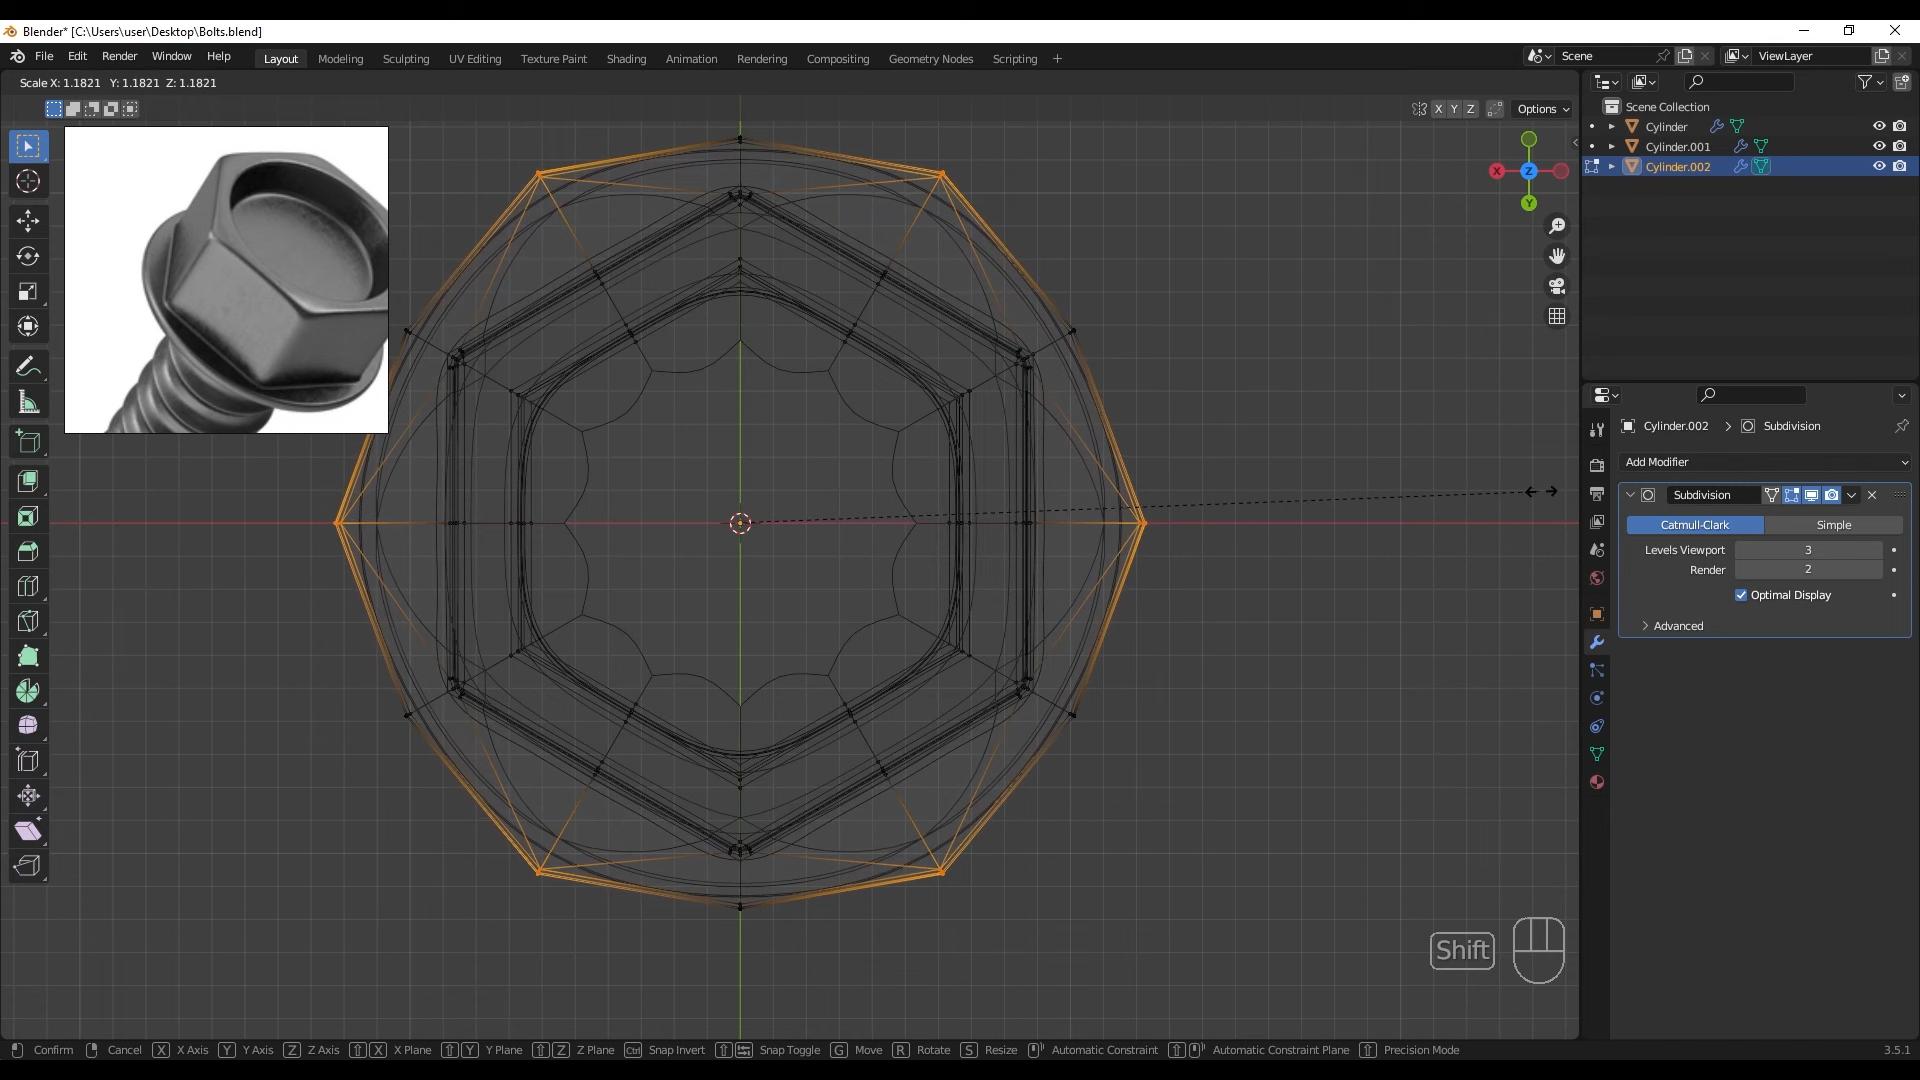 Blender* [C:\Users\user\Desktop\Bolts.blend]
File Edit Render Window Help Layout Modeling Sculpting UV Editing Texture Paint Shading Animation Rendering Compositing Geometry Nodes Scripting + Scene ViewLayer
Scale X: 1.1821 Y: 1.1821 Z: 1.1821
X Y Z Options
Scene Collection
Cylinder
Cylinder.001
Cylinder.002
X Z
Y
Cylinder.002 > Subdivision
Add Modifier
Subdivision
Catmull-Clark Simple
Levels Viewport 3
Render 2
Optimal Display
Advanced
Shift
Confirm Cancel X X Axis Y Y Axis Z Z Axis X X Plane Y Y Plane Z Z Plane Ctrl Snap Invert Snap Toggle G Move R Rotate S Resize Automatic Constraint Automatic Constraint Plane Precision Mode 3.5.1